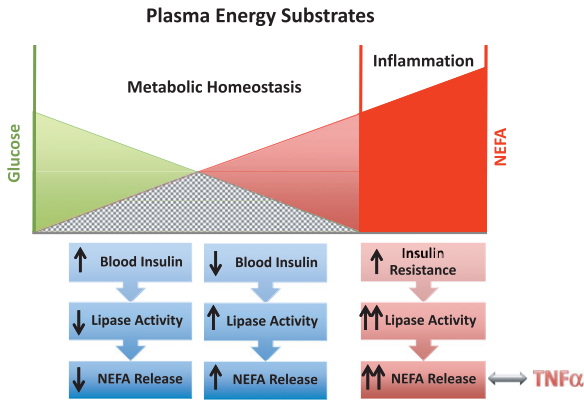 Plasma Energy Substrates
Inflammation
Metabolic Homeostasis
Glucose
NEFA
↑ Blood Insulin
↓ Blood Insulin
↑ Insulin
Resistance
↓ Lipase Activity
↑ Lipase Activity
↑↑ Lipase Activity
↓ NEFA Release
↑ NEFA Release
↑↑ NEFA Release
TNFα